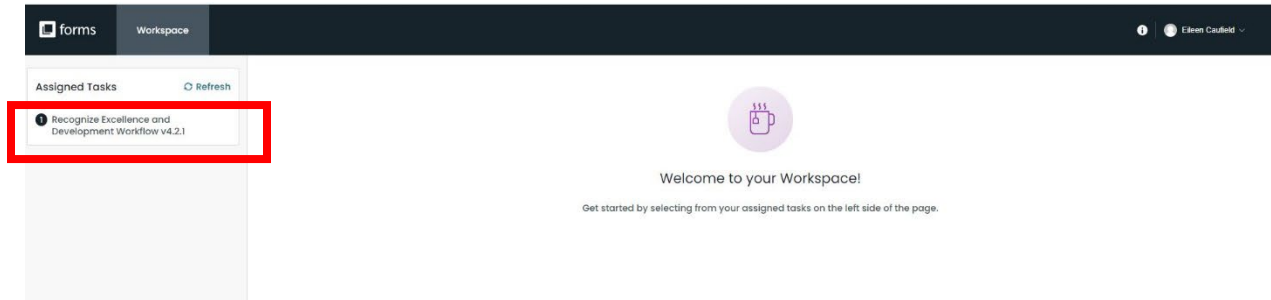 forms
Workspace
Eileen Caufield
Assigned Tasks
Refresh
1 Recognize Excellence and
Development Workflow v4.2.1
Welcome to your Workspace!
Get started by selecting from your assigned tasks on the left side of the page.